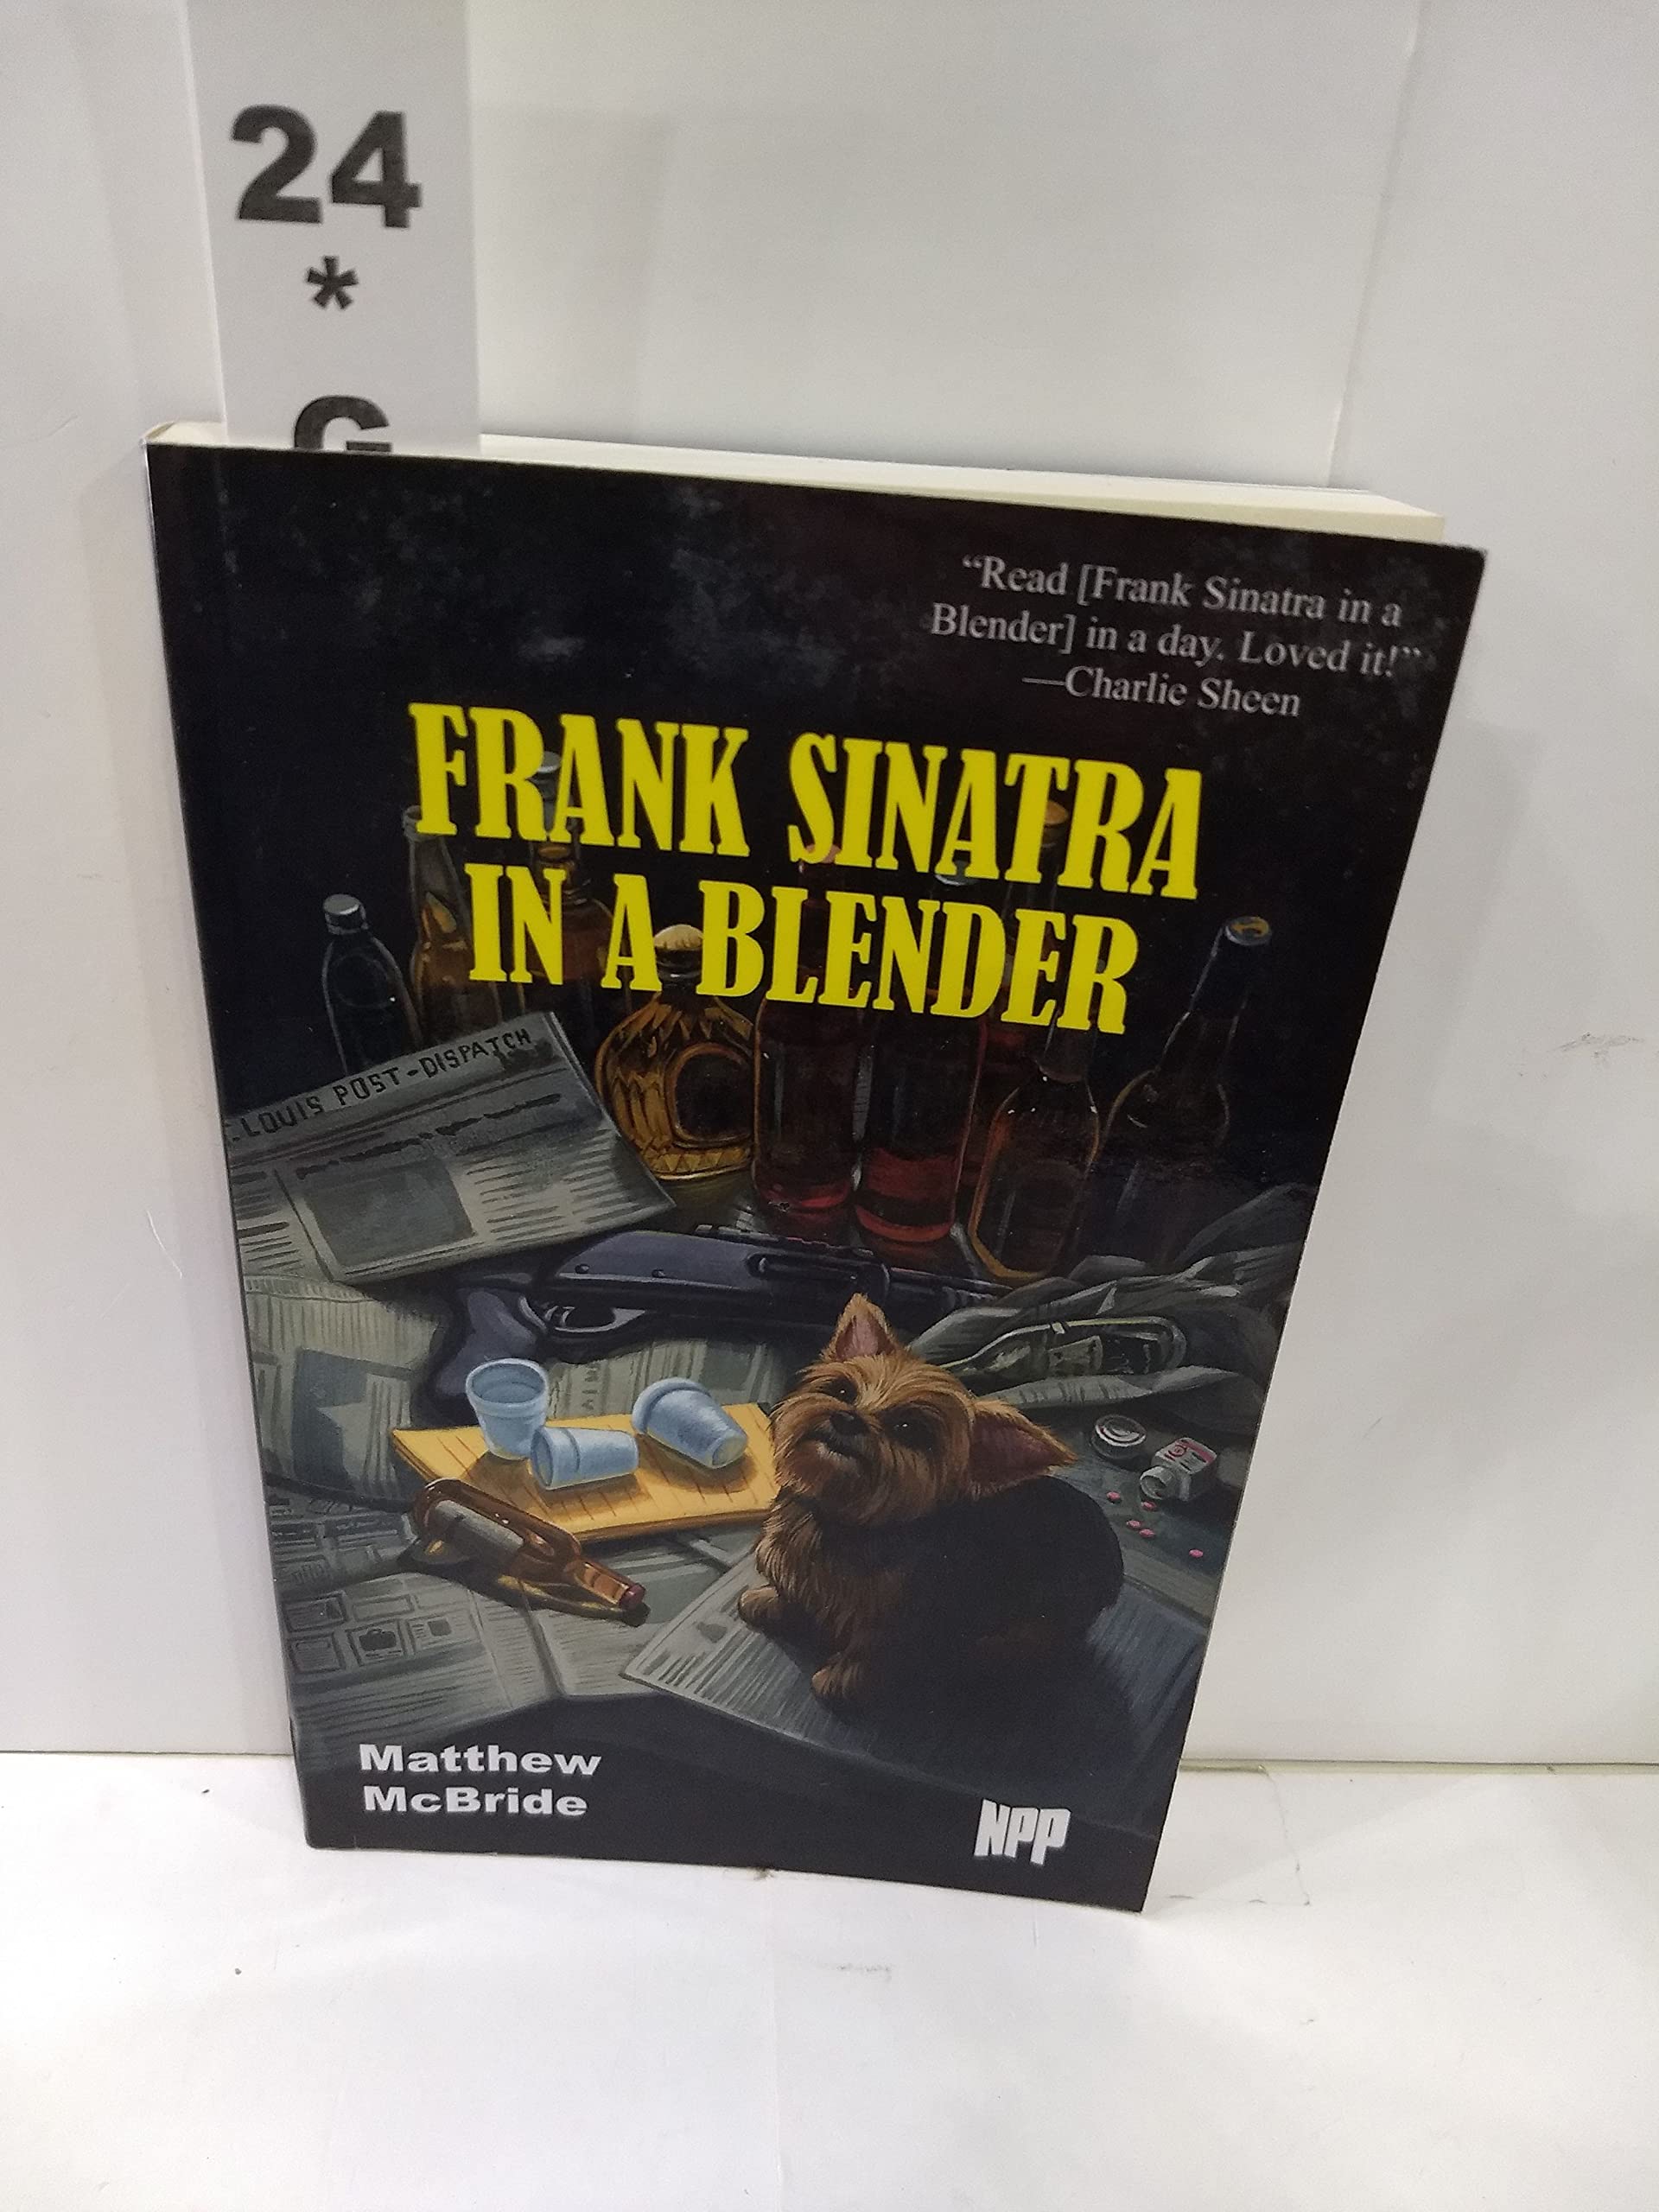 24
*
G
“Read [Frank Sinatra in a
Blender] in a day. Loved it!”
—Charlie Sheen
FRANK SINATRA
IN A BLENDER
. LOUIS POST-DISPATCH
Matthew
McBride
NPP